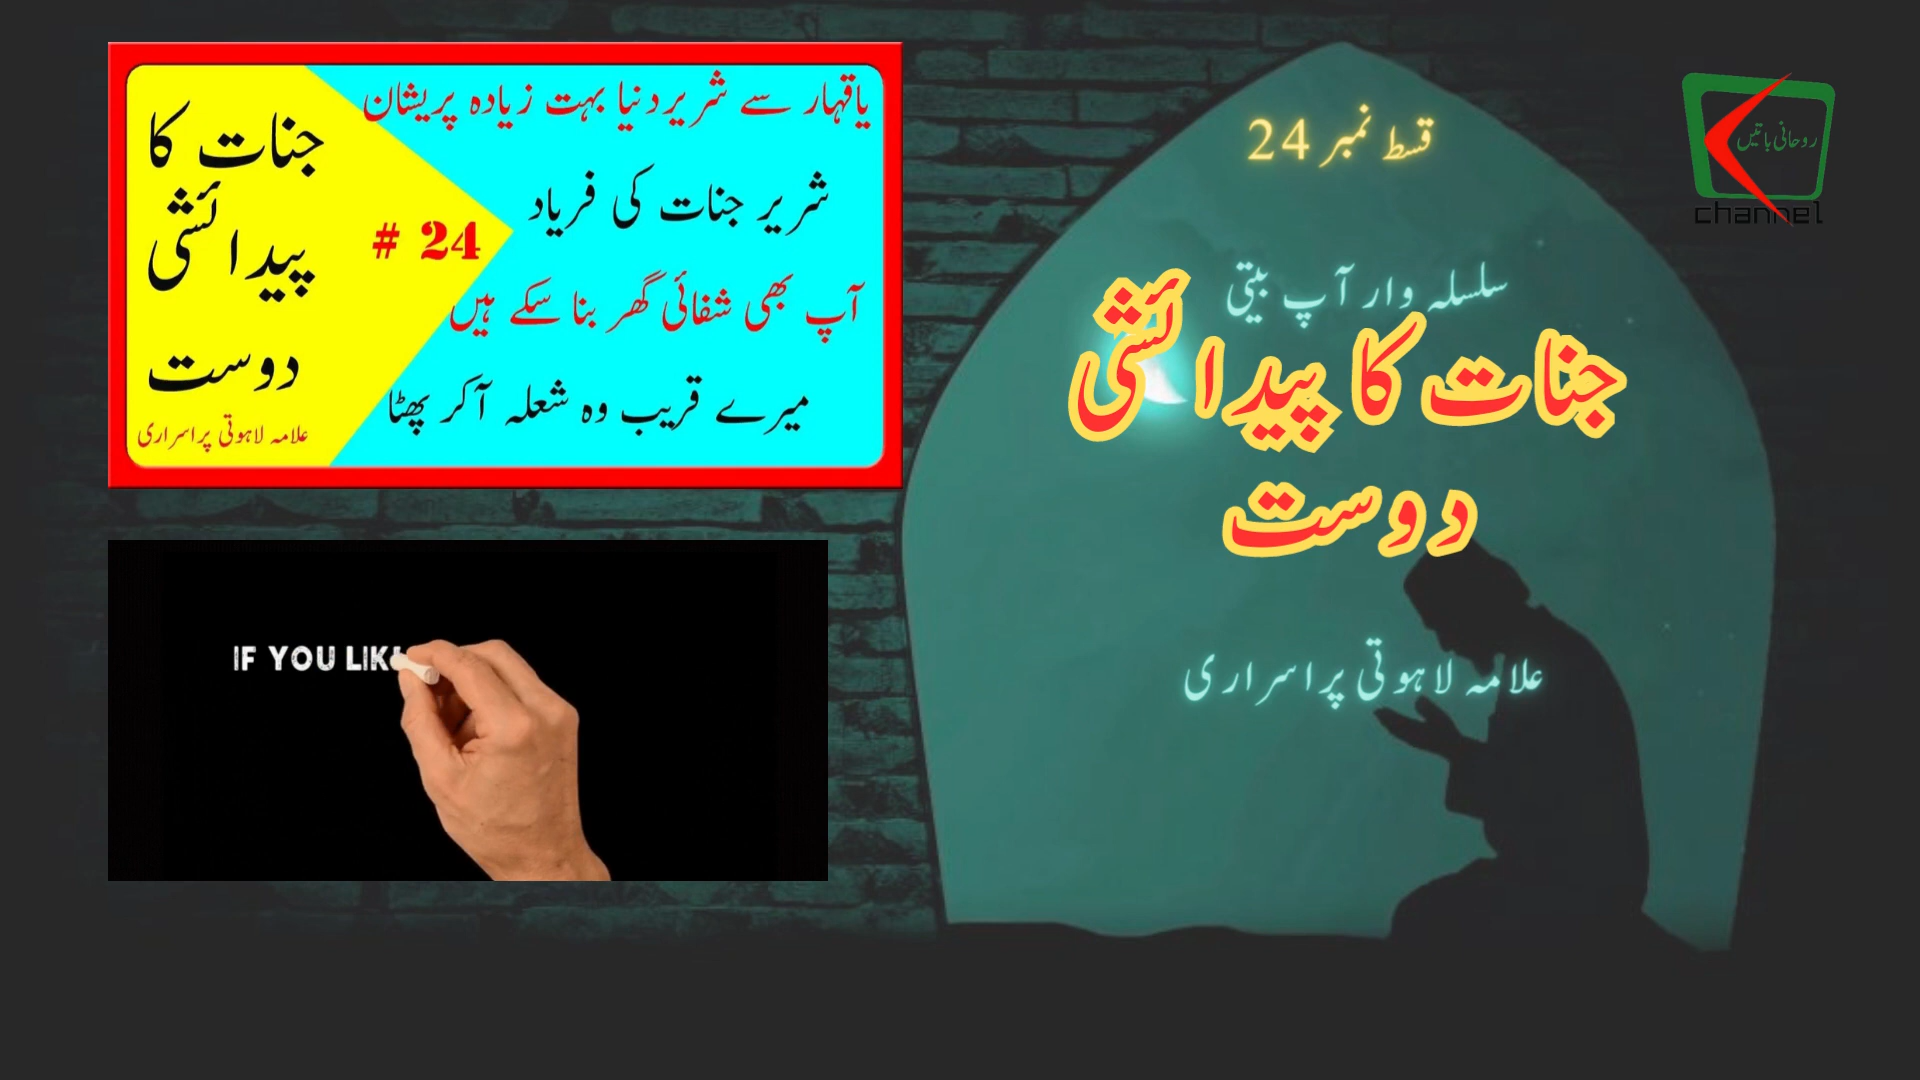 یاقہار سے شریر دنیا بہت زیادہ پریشان
شریر جنات کی فریاد
آپ بھی شفائی گھر بنا سکے ہیں
میرے قریب وہ شعلہ آکر پھٹا
جنات کا
پیدائشی
دوست
# 24
علامہ لاہوتی پراسراری
IF YOU LIK
قسط نمبر 24
سلسلہ وار آپ بیتی
جنات کا پیدائشی
دوست
علامہ لاہوتی پراسراری
روحانی باتیں
channel